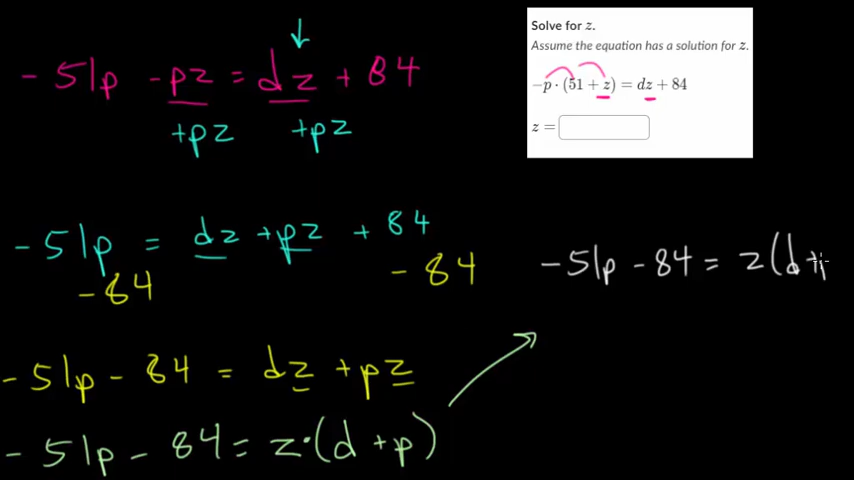 Solve for z.
Assume the equation has a solution for z.
-p · (51 + z) = dz + 84
z =
-51p - pz = dz + 84
+pz +pz
-51p = dz + pz + 84
-84 -84
-51p - 84 = dz + pz
-51p - 84 = z·(d + p)
-51p - 84 = z(d +